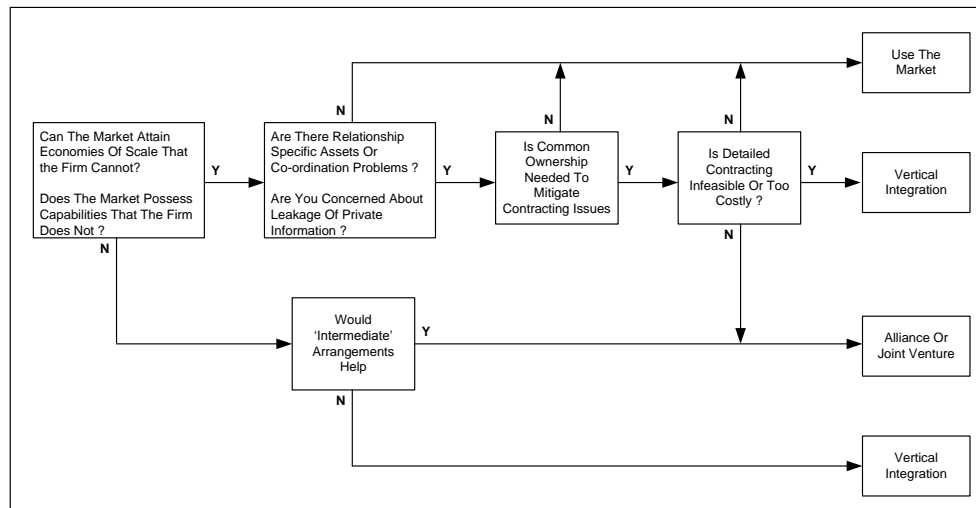 Use The
Market
N
N
N
Can The Market Attain
Economies Of Scale That
the Firm Cannot?
Does The Market Possess
Capabilities That The Firm
Does Not ?
Y
Are There Relationship
Specific Assets Or
Co-ordination Problems ?
Are You Concerned About
Leakage Of Private
Information ?
Y
Is Common
Ownership
Needed To
Mitigate
Contracting Issues
Y
Is Detailed
Contracting
Infeasible Or Too
Costly ?
Y
Vertical
Integration
N
N
Would
‘Intermediate’
Arrangements
Help
Y
Alliance Or
Joint Venture
N
Vertical
Integration